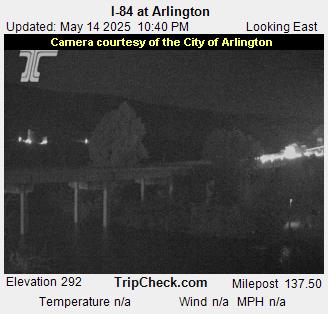 I-84 at Arlington
Updated: May 14 2025 10:40 PM Looking East
Camera courtesy of the City of Arlington
Elevation 292 TripCheck.com Milepost 137.50
Temperature n/a Wind n/a MPH n/a